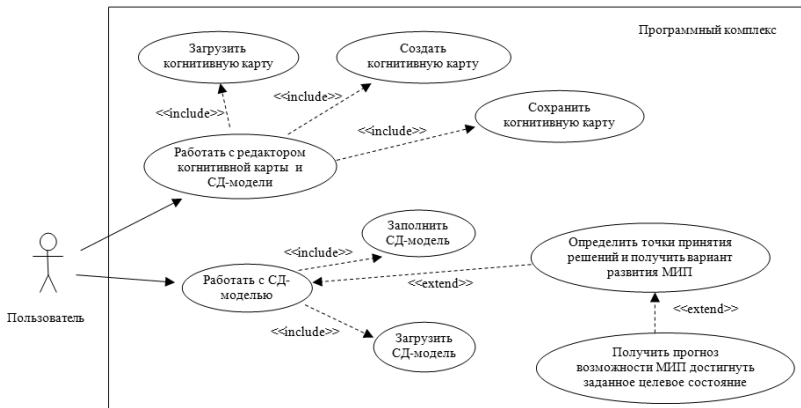 Программный комплекс
Загрузить
когнитивную карту
Создать
когнитивную карту
<<include>>
<<include>>
Сохранить
когнитивную карту
<<include>>
Работать с редактором
когнитивной карты и
СД-модели
Заполнить
СД-модель
<<include>>
Определить точки принятия
решений и получить вариант
развития МИП
Работать с СД-
моделью
<<extend>>
<<extend>>
Пользователь
<<include>>
Загрузить
СД-модель
Получить прогноз
возможности МИП достигнуть
заданное целевое состояние